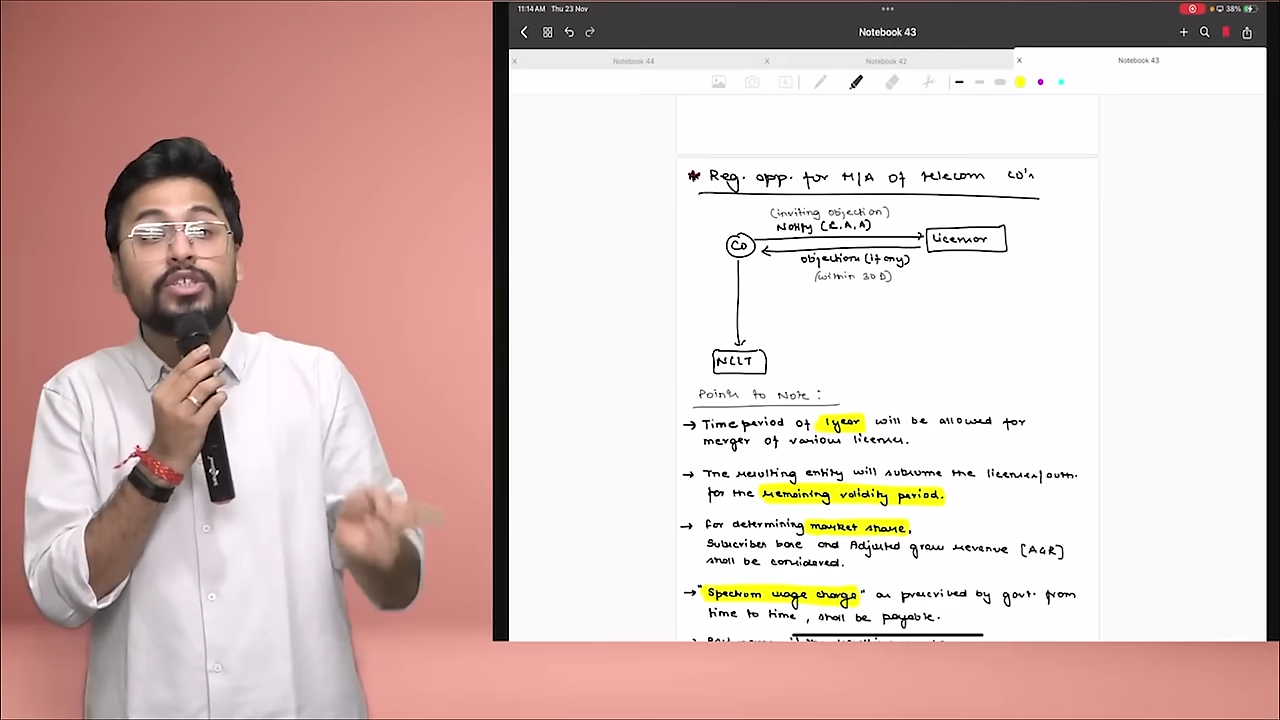 11:14 AM Thu 23 Nov
38%
Notebook 43
Notebook 44
Notebook 42
Notebook 43
* Reg. app. for M/A of telecom co's
(inviting objection)
Notify (C, A, A)
CO
Licensor
objections (If any)
(within 30 D)
NCLT
Points to Note :
→ Time period of 1 year will be allowed for
merger of various licenses.
→ The resulting entity will subsume the licenses/auth.
for the remaining validity period.
→ for determining market share,
Subscriber base and Adjusted gross revenue [AGR]
shall be considered.
→ "Spectrum usage charge" as prescribed by govt. from
time to time, shall be payable.